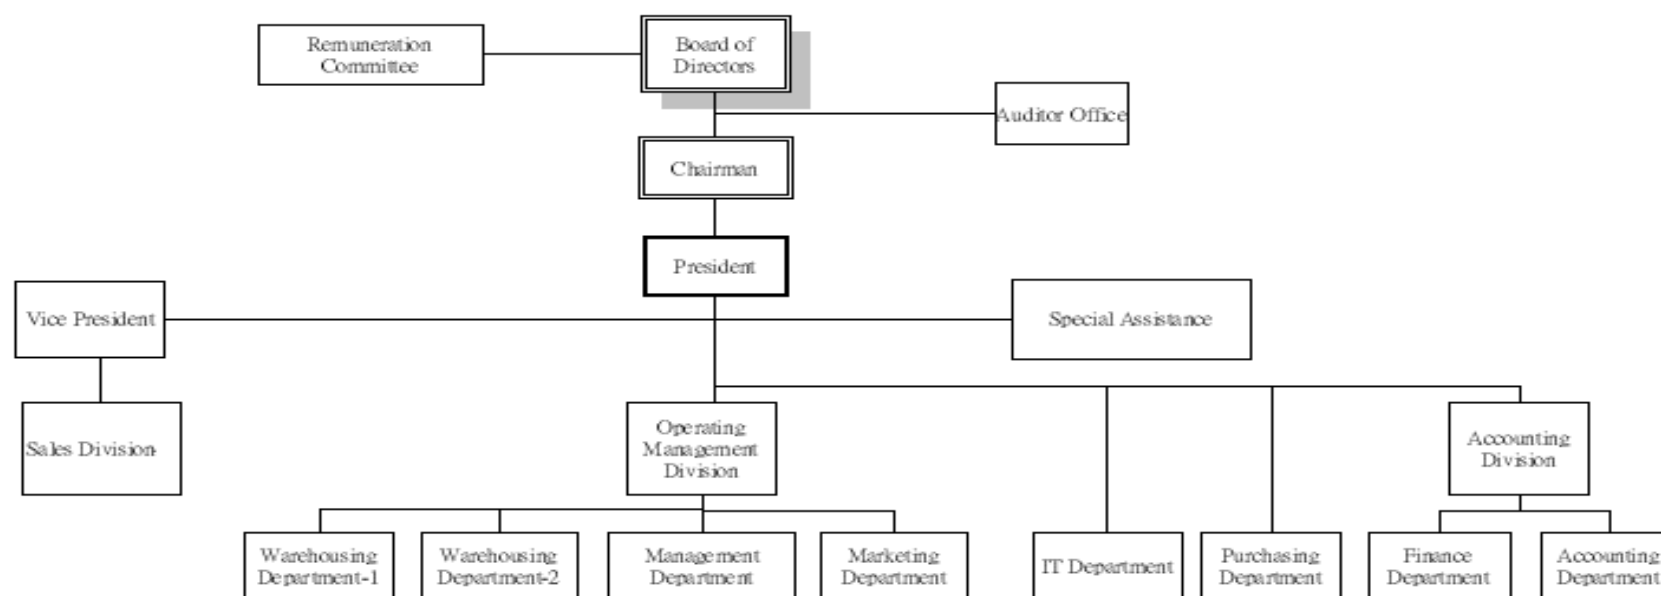 Remuneration
Committee
Board of
Directors
Auditor Office
Chairman
President
Vice President
Special Assistance
Sales Division-
Operating
Management
Division
Accounting
Division
Warehousing
Department-1
Warehousing
Department-2
Management
Department
Marketing
Department
IT Department
Purchasing
Department
Finance
Department
Accounting
Department